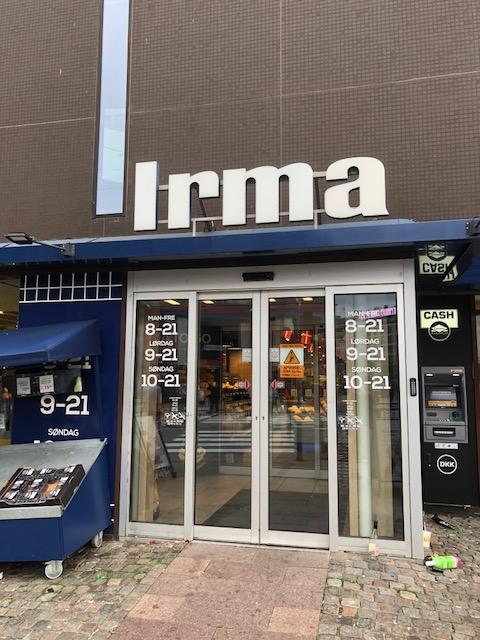 Irma
MAN-FRE
8-21
LØRDAG
9-21
SØNDAG
10-21
MAN-FRE
8-21
LØRDAG
9-21
SØNDAG
10-21
CASH
CASH
DKK
9-21
SØNDAG